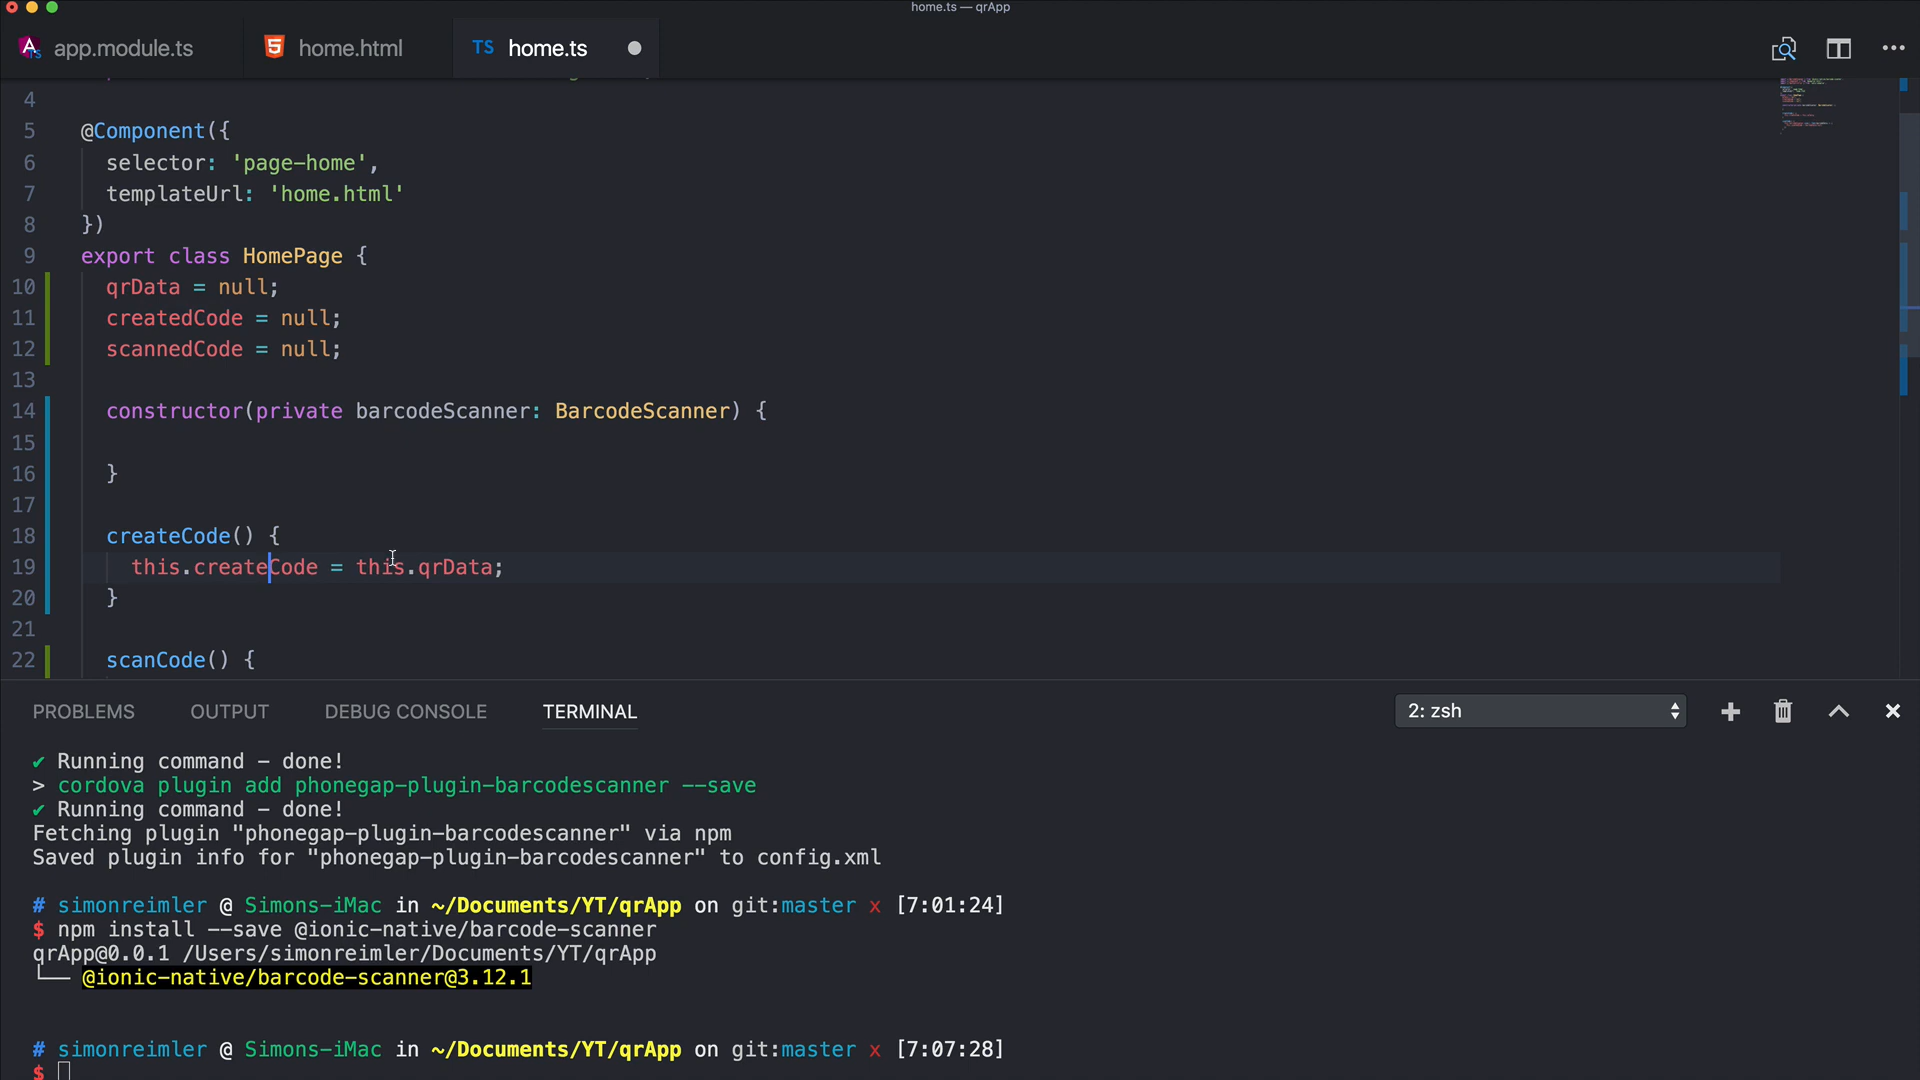 home.ts — qrApp
app.module.ts
home.html
TS home.ts
4
5 @Component({
6 selector: 'page-home',
7 templateUrl: 'home.html'
8 })
9 export class HomePage {
10 qrData = null;
11 createdCode = null;
12 scannedCode = null;
13
14 constructor(private barcodeScanner: BarcodeScanner) {
15
16 }
17
18 createCode() {
19 this.createCode = this.qrData;
20 }
21
22 scanCode() {
PROBLEMS OUTPUT DEBUG CONSOLE TERMINAL 2: zsh
✔ Running command - done!
> cordova plugin add phonegap-plugin-barcodescanner --save
✔ Running command - done!
Fetching plugin "phonegap-plugin-barcodescanner" via npm
Saved plugin info for "phonegap-plugin-barcodescanner" to config.xml
# simonreimler @ Simons-iMac in ~/Documents/YT/qrApp on git:master x [7:01:24]
$ npm install --save @ionic-native/barcode-scanner
qrApp@0.0.1 /Users/simonreimler/Documents/YT/qrApp
└── @ionic-native/barcode-scanner@3.12.1
# simonreimler @ Simons-iMac in ~/Documents/YT/qrApp on git:master x [7:07:28]
$